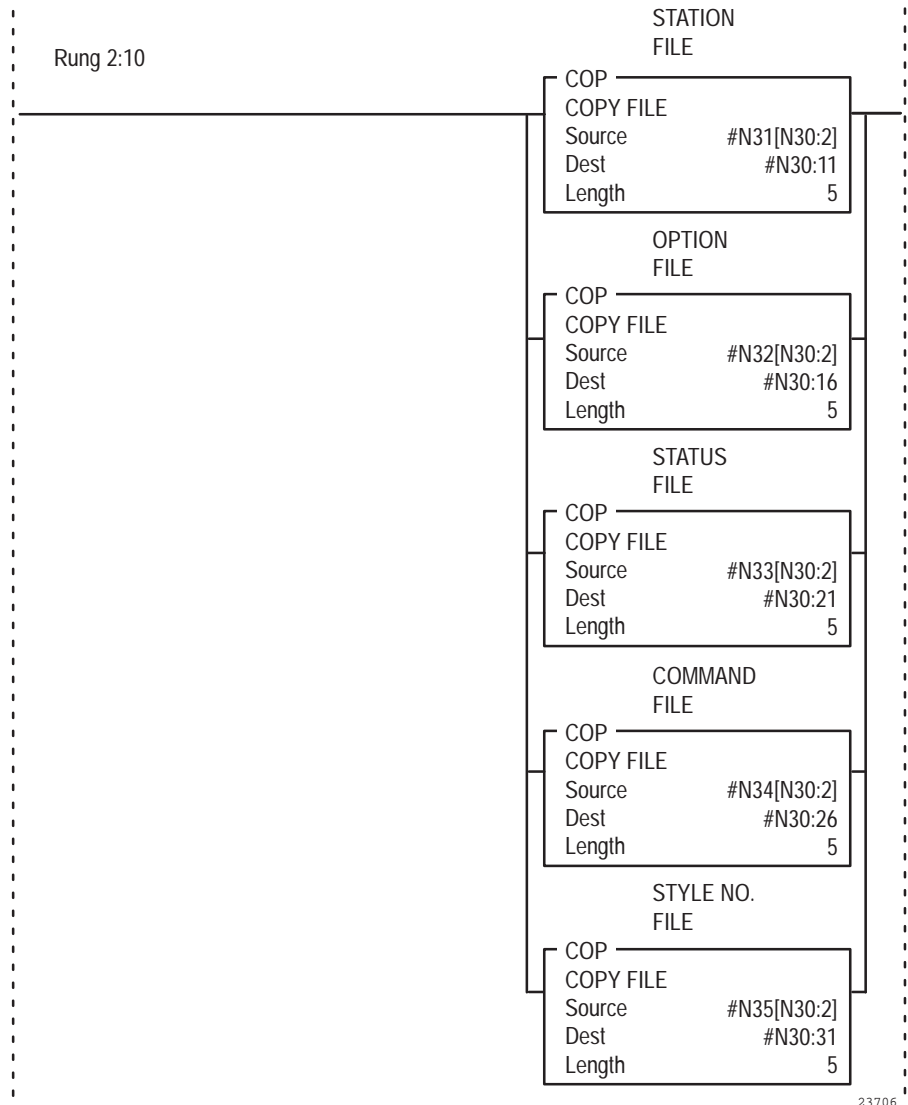 STATION
FILE
Rung 2:10
COP
COPY FILE
Source #N31[N30:2]
Dest #N30:11
Length 5
OPTION
FILE
COP
COPY FILE
Source #N32[N30:2]
Dest #N30:16
Length 5
STATUS
FILE
COP
COPY FILE
Source #N33[N30:2]
Dest #N30:21
Length 5
COMMAND
FILE
COP
COPY FILE
Source #N34[N30:2]
Dest #N30:26
Length 5
STYLE NO.
FILE
COP
COPY FILE
Source #N35[N30:2]
Dest #N30:31
Length 5
23706